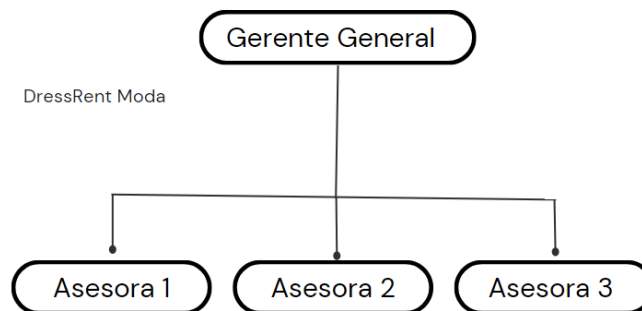 Gerente General
DressRent Moda
Asesora 1
Asesora 2
Asesora 3